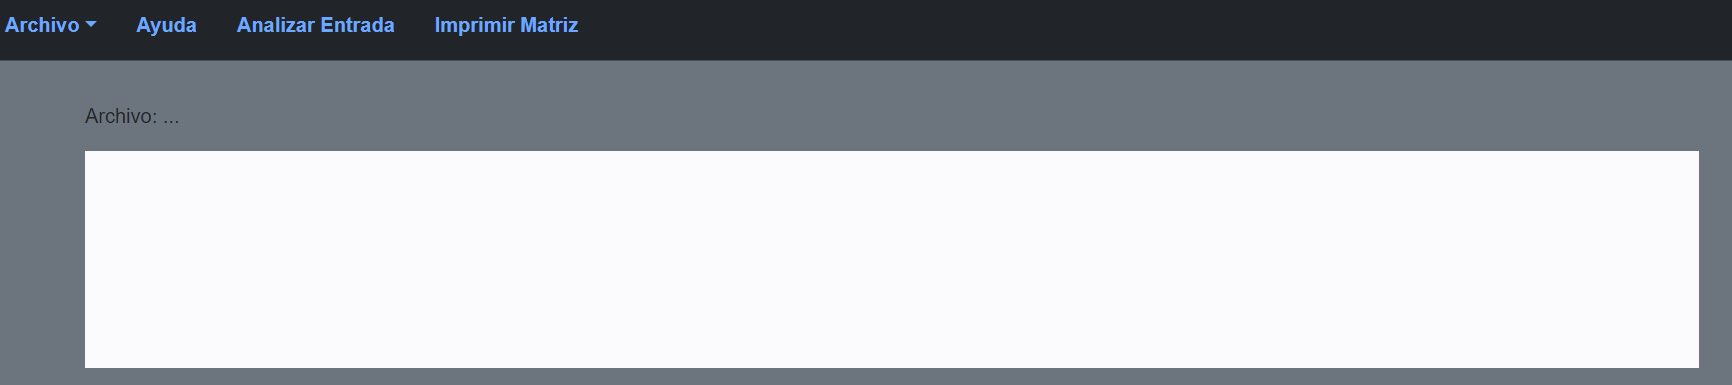 Archivo Ayuda Analizar Entrada Imprimir Matriz
Archivo: ...